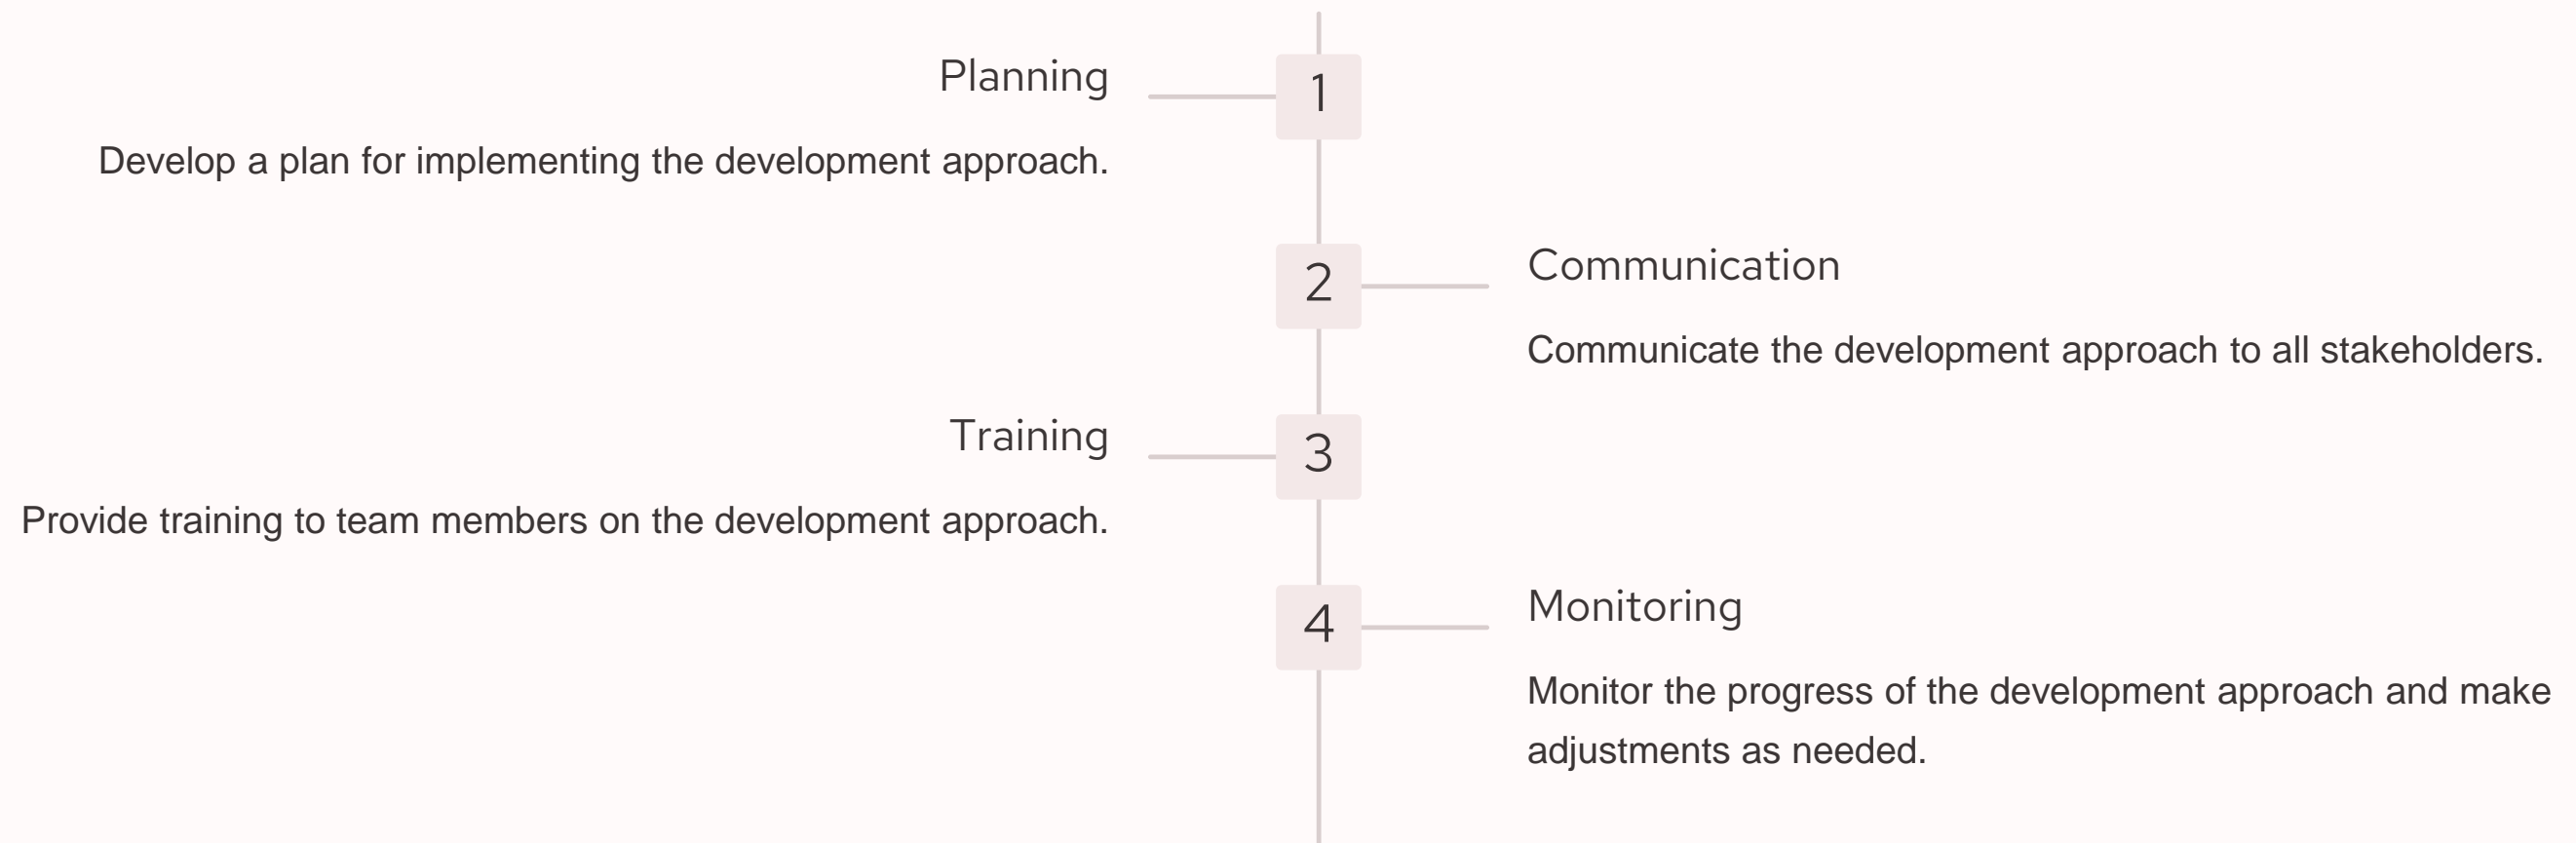 Planning
1
Develop a plan for implementing the development approach.
2
Communication
Communicate the development approach to all stakeholders.
Training
3
Provide training to team members on the development approach.
4
Monitoring
Monitor the progress of the development approach and make
adjustments as needed.